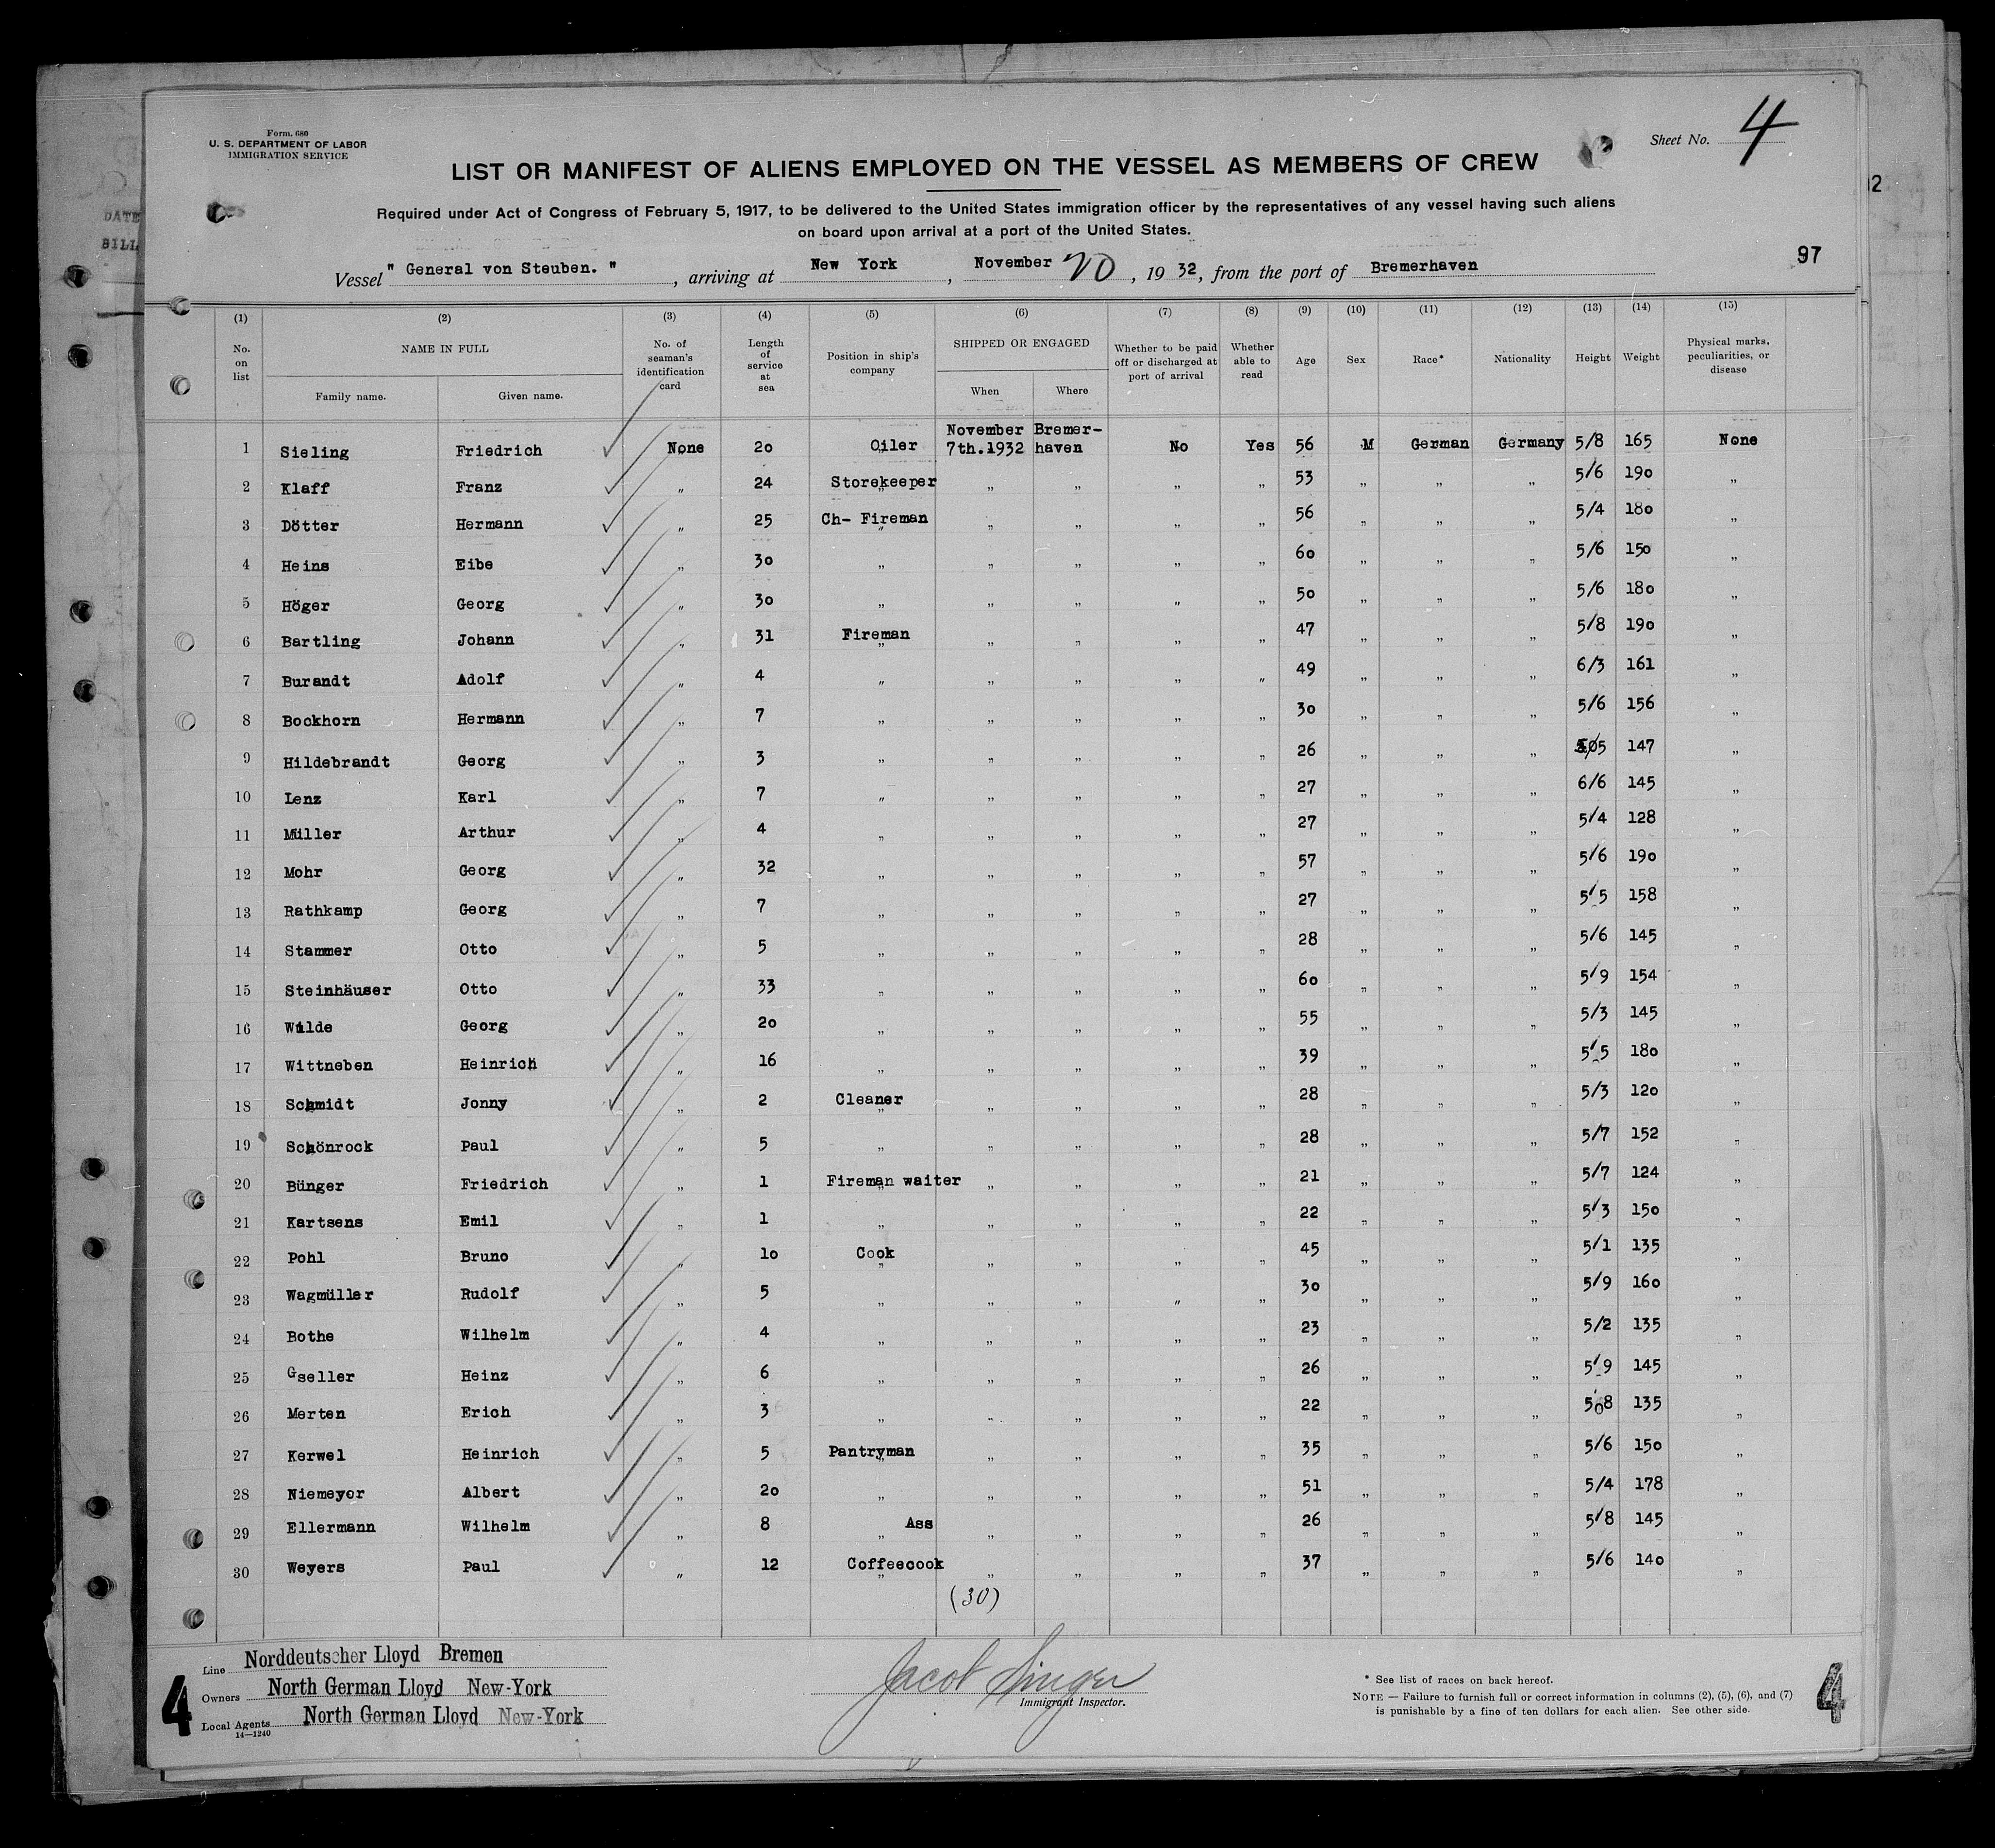 Form. 680
U. S. DEPARTMENT OF LABOR
IMMIGRATION SERVICE
Sheet No. 4
LIST OR MANIFEST OF ALIENS EMPLOYED ON THE VESSEL AS MEMBERS OF CREW
Required under Act of Congress of February 5, 1917, to be delivered to the United States immigration officer by the representatives of any vessel having such aliens
on board upon arrival at a port of the United States.
Vessel " General von Steuben. " , arriving at New York , November 20 , 19 32, from the port of Bremerhaven
97
(1) (2) (3) (4) (5) (6) (7) (8) (9) (10) (11) (12) (13) (14) (15)
No. on list NAME IN FULL Family name. Given name. No. of seaman's identification card Length of service at sea Position in ship's company SHIPPED OR ENGAGED When Where Whether to be paid off or discharged at port of arrival Whether able to read Age Sex Race* Nationality Height Weight Physical marks, peculiarities, or disease
1 Sieling Friedrich None 20 Oiler November 7th.1932 Bremer-haven No Yes 56 M German Germany 5/8 165 None
2 Klaff Franz „ 24 Storekeeper „ „ „ „ 53 „ „ „ 5/6 190 „
3 Dötter Hermann „ 25 Ch- Fireman „ „ „ „ 56 „ „ „ 5/4 180 „
4 Heins Eibe „ 30 „ „ „ „ „ 60 „ „ „ 5/6 150 „
5 Höger Georg „ 30 „ „ „ „ „ 50 „ „ „ 5/6 180 „
6 Bartling Johann „ 31 Fireman „ „ „ „ 47 „ „ „ 5/8 190 „
7 Burandt Adolf „ 4 „ „ „ „ „ 49 „ „ „ 6/3 161 „
8 Bockhorn Hermann „ 7 „ „ „ „ „ 30 „ „ „ 5/6 156 „
9 Hildebrandt Georg „ 3 „ „ „ „ „ 26 „ „ „ 147 „
10 Lenz Karl „ 7 „ „ „ „ „ 27 „ „ „ 6/6 145 „
11 Müller Arthur „ 4 „ „ „ „ „ 27 „ „ „ 5/4 128 „
12 Mohr Georg „ 32 „ „ „ „ „ 57 „ „ „ 5/6 190 „
13 Rathkamp Georg „ 7 „ „ „ „ „ 27 „ „ „ 5/5 158 „
14 Stammer Otto „ 5 „ „ „ „ „ 28 „ „ „ 5/6 145 „
15 Steinhäuser Otto „ 33 „ „ „ „ „ 60 „ „ „ 5/9 154 „
16 Wilde Georg „ 20 „ „ „ „ „ 55 „ „ „ 5/3 145 „
17 Wittneben Heinrich „ 16 „ „ „ „ „ 39 „ „ „ 5/5 180 „
18 Schmidt Jonny „ 2 Cleaner „ „ „ „ 28 „ „ „ 5/3 120 „
19 Schönrock Paul „ 5 „ „ „ „ „ 28 „ „ „ 5/7 152 „
20 Bünger Friedrich „ 1 Fireman waiter „ „ „ „ 21 „ „ „ 5/7 124 „
21 Kartsens Emil „ 1 „ „ „ „ „ 22 „ „ „ 5/3 150 „
22 Pohl Bruno „ 10 Cook „ „ „ „ 45 „ „ „ 5/1 135 „
23 Wagmüller Rudolf „ 5 „ „ „ „ „ 30 „ „ „ 5/9 160 „
24 Bothe Wilhelm „ 4 „ „ „ „ „ 23 „ „ „ 5/2 135 „
25 Gseller Heinz „ 6 „ „ „ „ „ 26 „ „ „ 5/9 145 „
26 Merten Erich „ 3 „ „ „ „ „ 22 „ „ „ 5/8 135 „
27 Kerwel Heinrich „ 5 Pantryman „ „ „ „ 35 „ „ „ 5/6 150 „
28 Niemeyer Albert „ 20 „ „ „ „ „ 51 „ „ „ 5/4 178 „
29 Ellermann Wilhelm „ 8 „ Ass „ „ „ „ 26 „ „ „ 5/8 145 „
30 Weyers Paul „ 12 Coffeecook „ „ „ „ 37 „ „ „ 5/6 140 „
(30)
Line Norddeutscher Lloyd Bremen
Owners North German Lloyd New-York
Local Agents North German Lloyd New-York
14—1240
4
Jacob Singer
Immigrant Inspector.
* See list of races on back hereof.
NOTE — Failure to furnish full or correct information in columns (2), (5), (6), and (7)
is punishable by a fine of ten dollars for each alien. See other side.
4
DATE
BILL